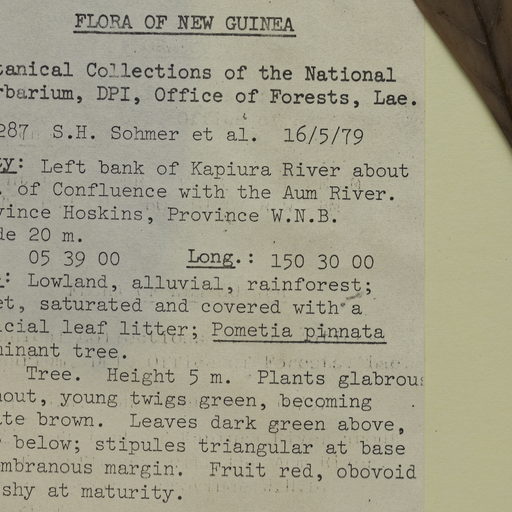 FLORA OF NEW GUINEA
tanical Collections of the National
rbarium, DPI, Office of Forests, Lae.
287 S.H. Sohmer et al. 16/5/79
ty: Left bank of Kapiura River about
. of Confluence with the Aum River.
vince Hoskins, Province W.N.B.
de 20 m.
05 39 00 Long.: 150 30 00
: Lowland, alluvial, rainforest;
et, saturated and covered with a
icial leaf litter; Pometia pinnata
minant tree.
Tree. Height 5 m. Plants glabrous
hout, young twigs green, becoming
te brown. Leaves dark green above,
below; stipules triangular at base
mbranous margin. Fruit red, obovoid
shy at maturity.